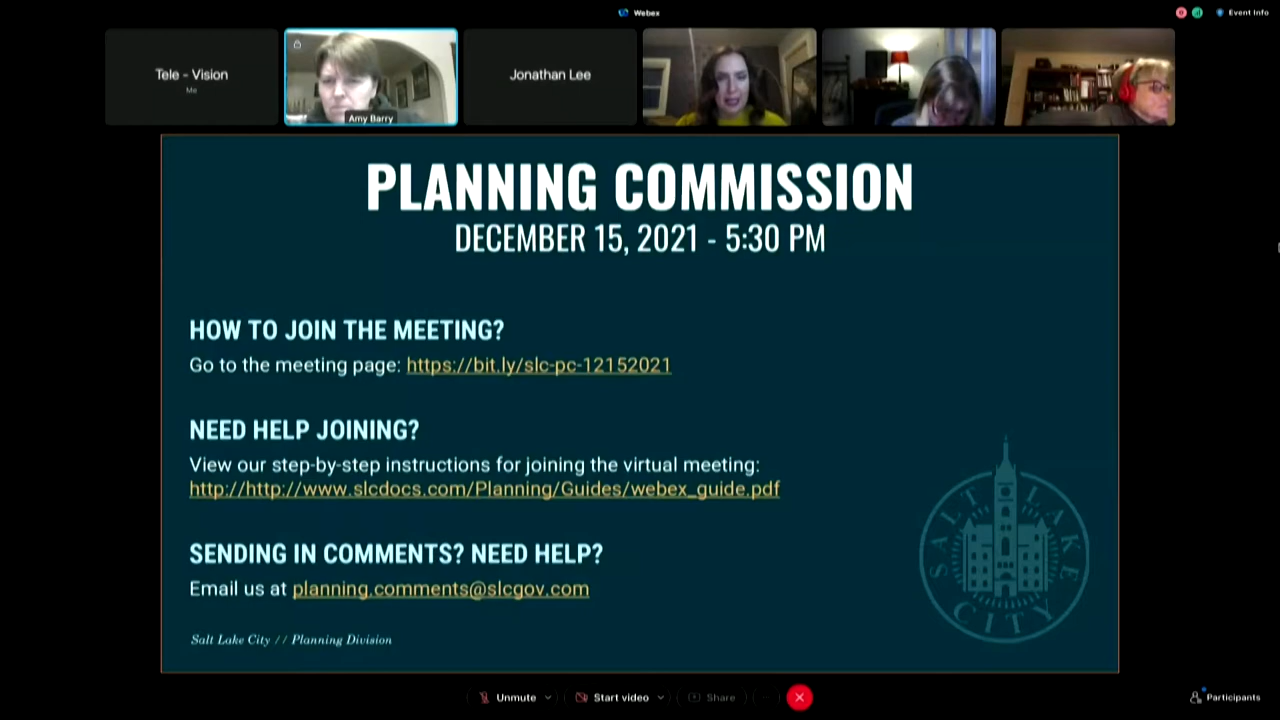 Webex
Event Info
Tele - Vision
Me
Amy Barry
Jonathan Lee
PLANNING COMMISSION
DECEMBER 15, 2021 - 5:30 PM
HOW TO JOIN THE MEETING?
Go to the meeting page: https://bit.ly/slc-pc-12152021
NEED HELP JOINING?
View our step-by-step instructions for joining the virtual meeting:
http://http://www.slcdocs.com/Planning/Guides/webex_guide.pdf
SENDING IN COMMENTS? NEED HELP?
Email us at planning.comments@slcgov.com
SALT LAKE
CITY
Salt Lake City // Planning Division
Unmute
Start video
Share
Participants